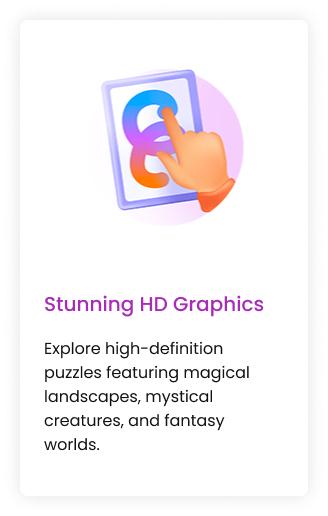 Stunning HD Graphics
Explore high-definition
puzzles featuring magical
landscapes, mystical
creatures, and fantasy
worlds.